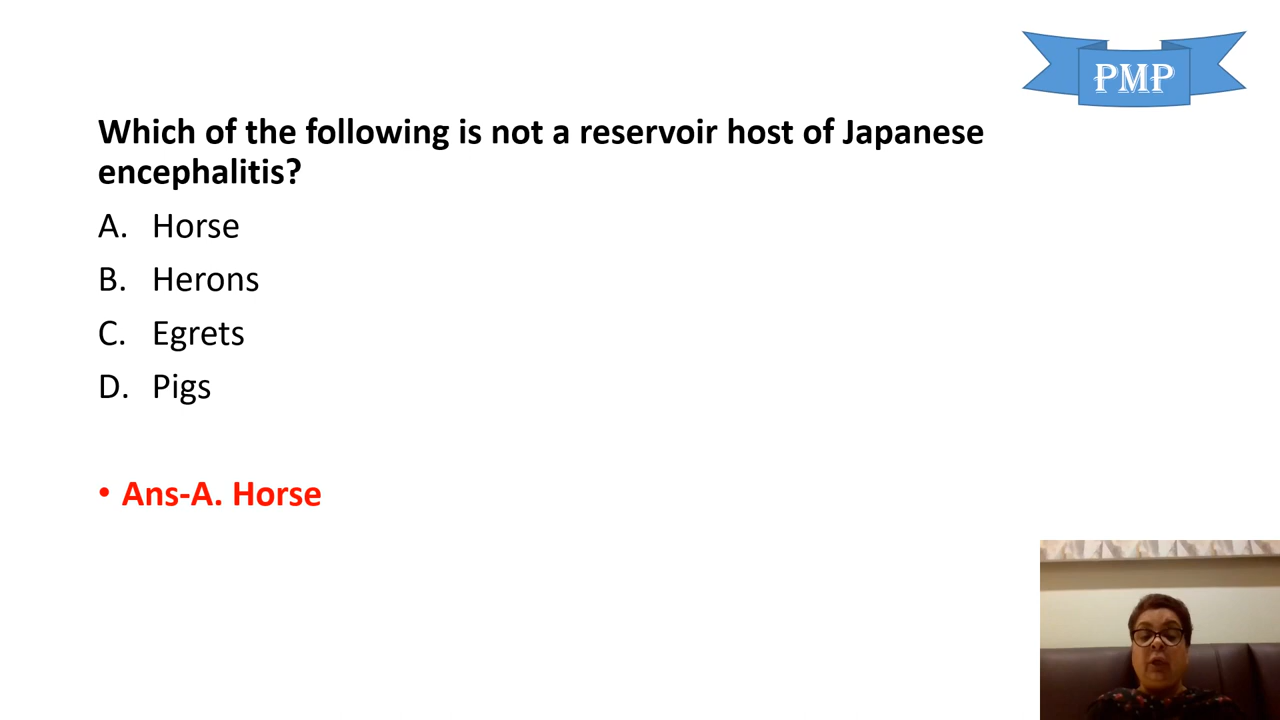 PMP
Which of the following is not a reservoir host of Japanese
encephalitis?
A. Horse
B. Herons
C. Egrets
D. Pigs
• Ans-A. Horse